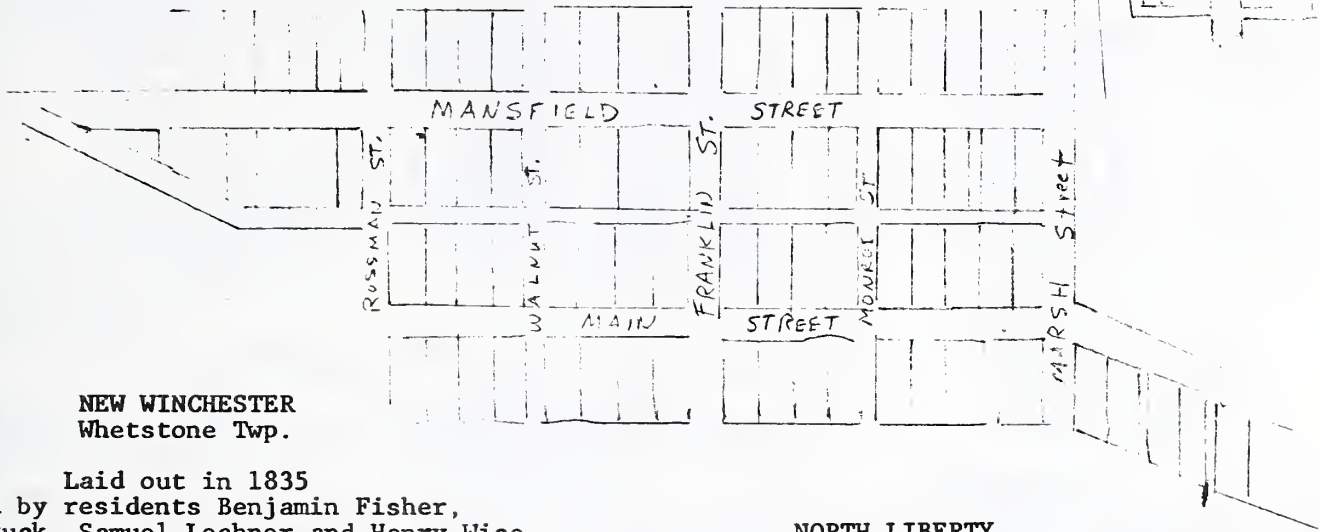 MANSFIELD STREET
ROSSMAN ST.
WALNUT ST.
FRANKLIN ST.
MONROE ST
MARSH Street
MAIN STREET
NEW WINCHESTER
Whetstone Twp.
Laid out in 1835
by residents Benjamin Fisher,
Samuel Lechner and Henry Wise
NORTH LIBERTY